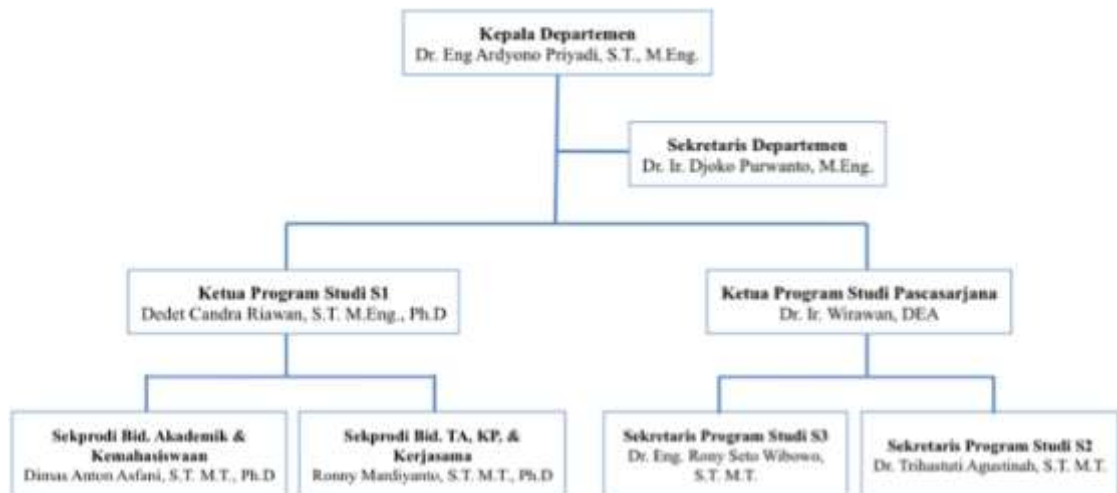 Kepala Departemen
Dr. Eng Ardyono Priyadi, S.T., M.Eng.
Sekretaris Departemen
Dr. Ir. Djoko Purwanto, M.Eng.
Ketua Program Studi S1
Dedet Candra Riawan, S.T. M.Eng., Ph.D
Ketua Program Studi Pascasarjana
Dr. Ir. Wirawan, DEA
Sekprodi Bid. Akademik &
Kemahasiswaan
Dimas Anton Asfani, S.T. M.T., Ph.D
Sekprodi Bid. TA, KP, &
Kerjasama
Ronny Mardiyanto, S.T. M.T., Ph.D
Sekretaris Program Studi S3
Dr. Eng. Rony Seto Wibowo,
S.T. M.T.
Sekretaris Program Studi S2
Dr. Trihastuti Agustinah, S.T. M.T.